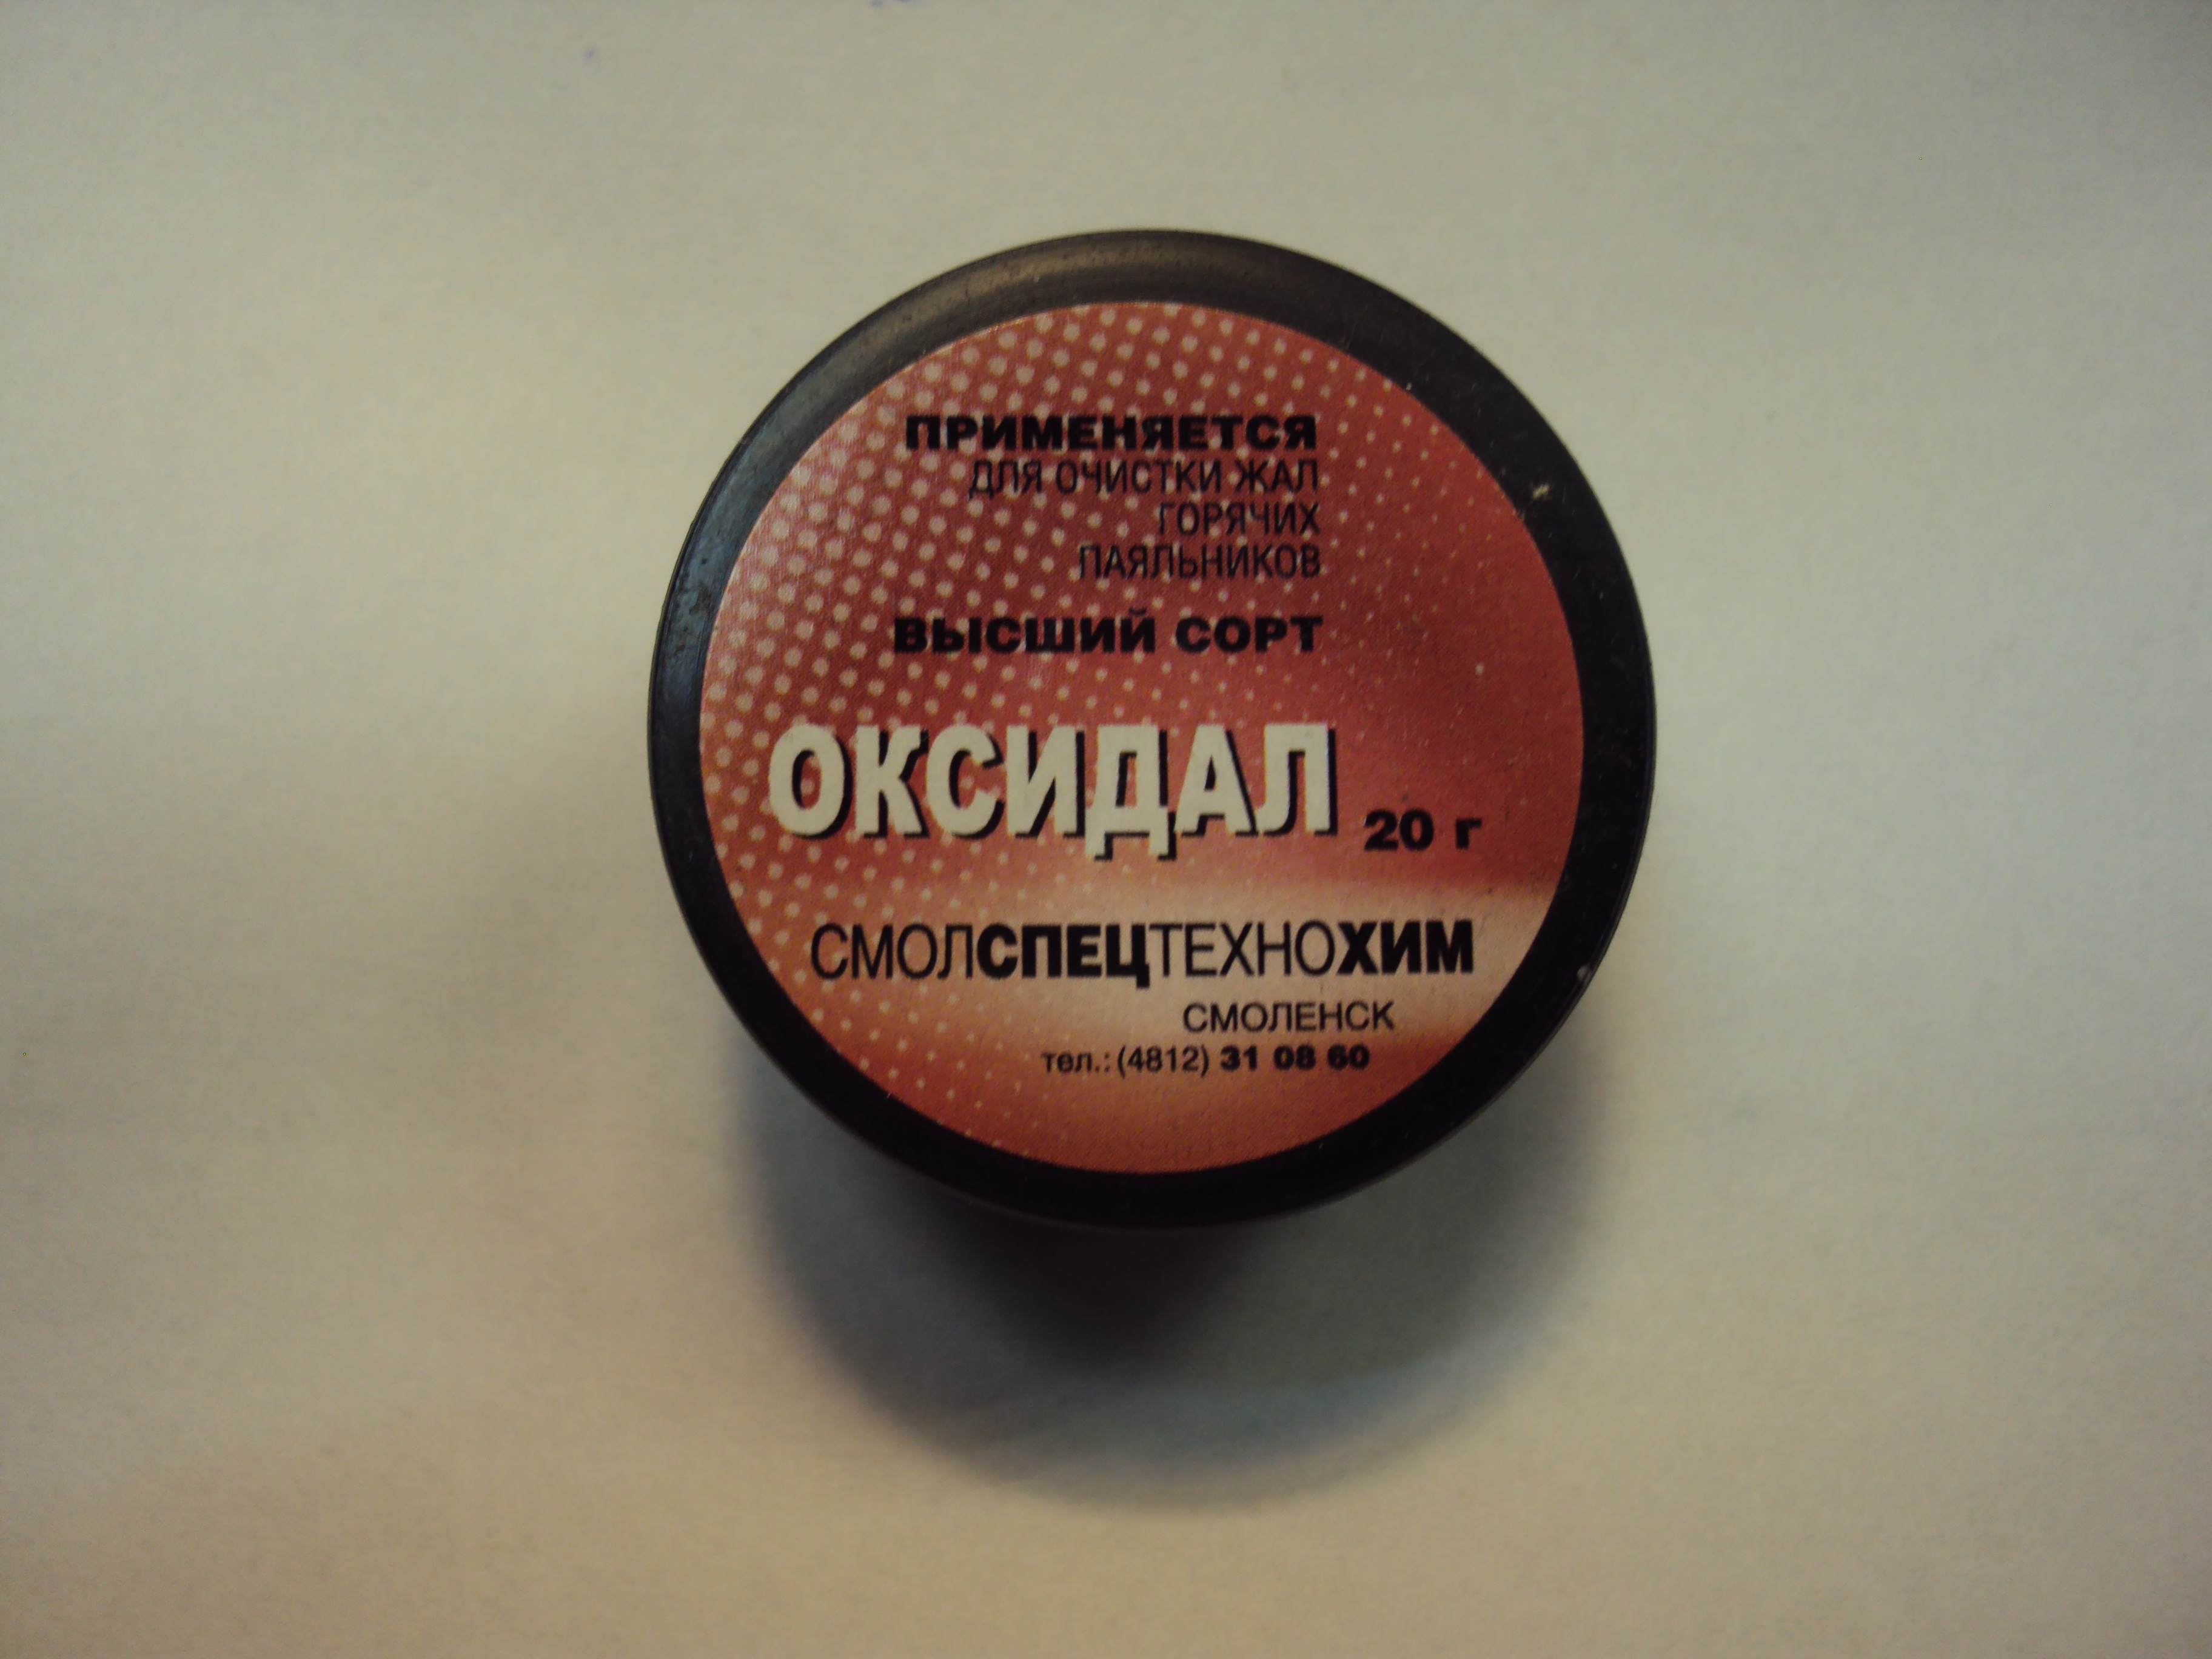 ПРИМЕНЯЕТСЯ
ДЛЯ ОЧИСТКИ ЖАЛ
ГОРЯЧИХ
ПАЯЛЬНИКОВ
ВЫСШИЙ СОРТ
ОКСИДАЛ 20 г
СМОЛСПЕЦТЕХНОХИМ
СМОЛЕНСК
тел.: (4812) 31 08 60